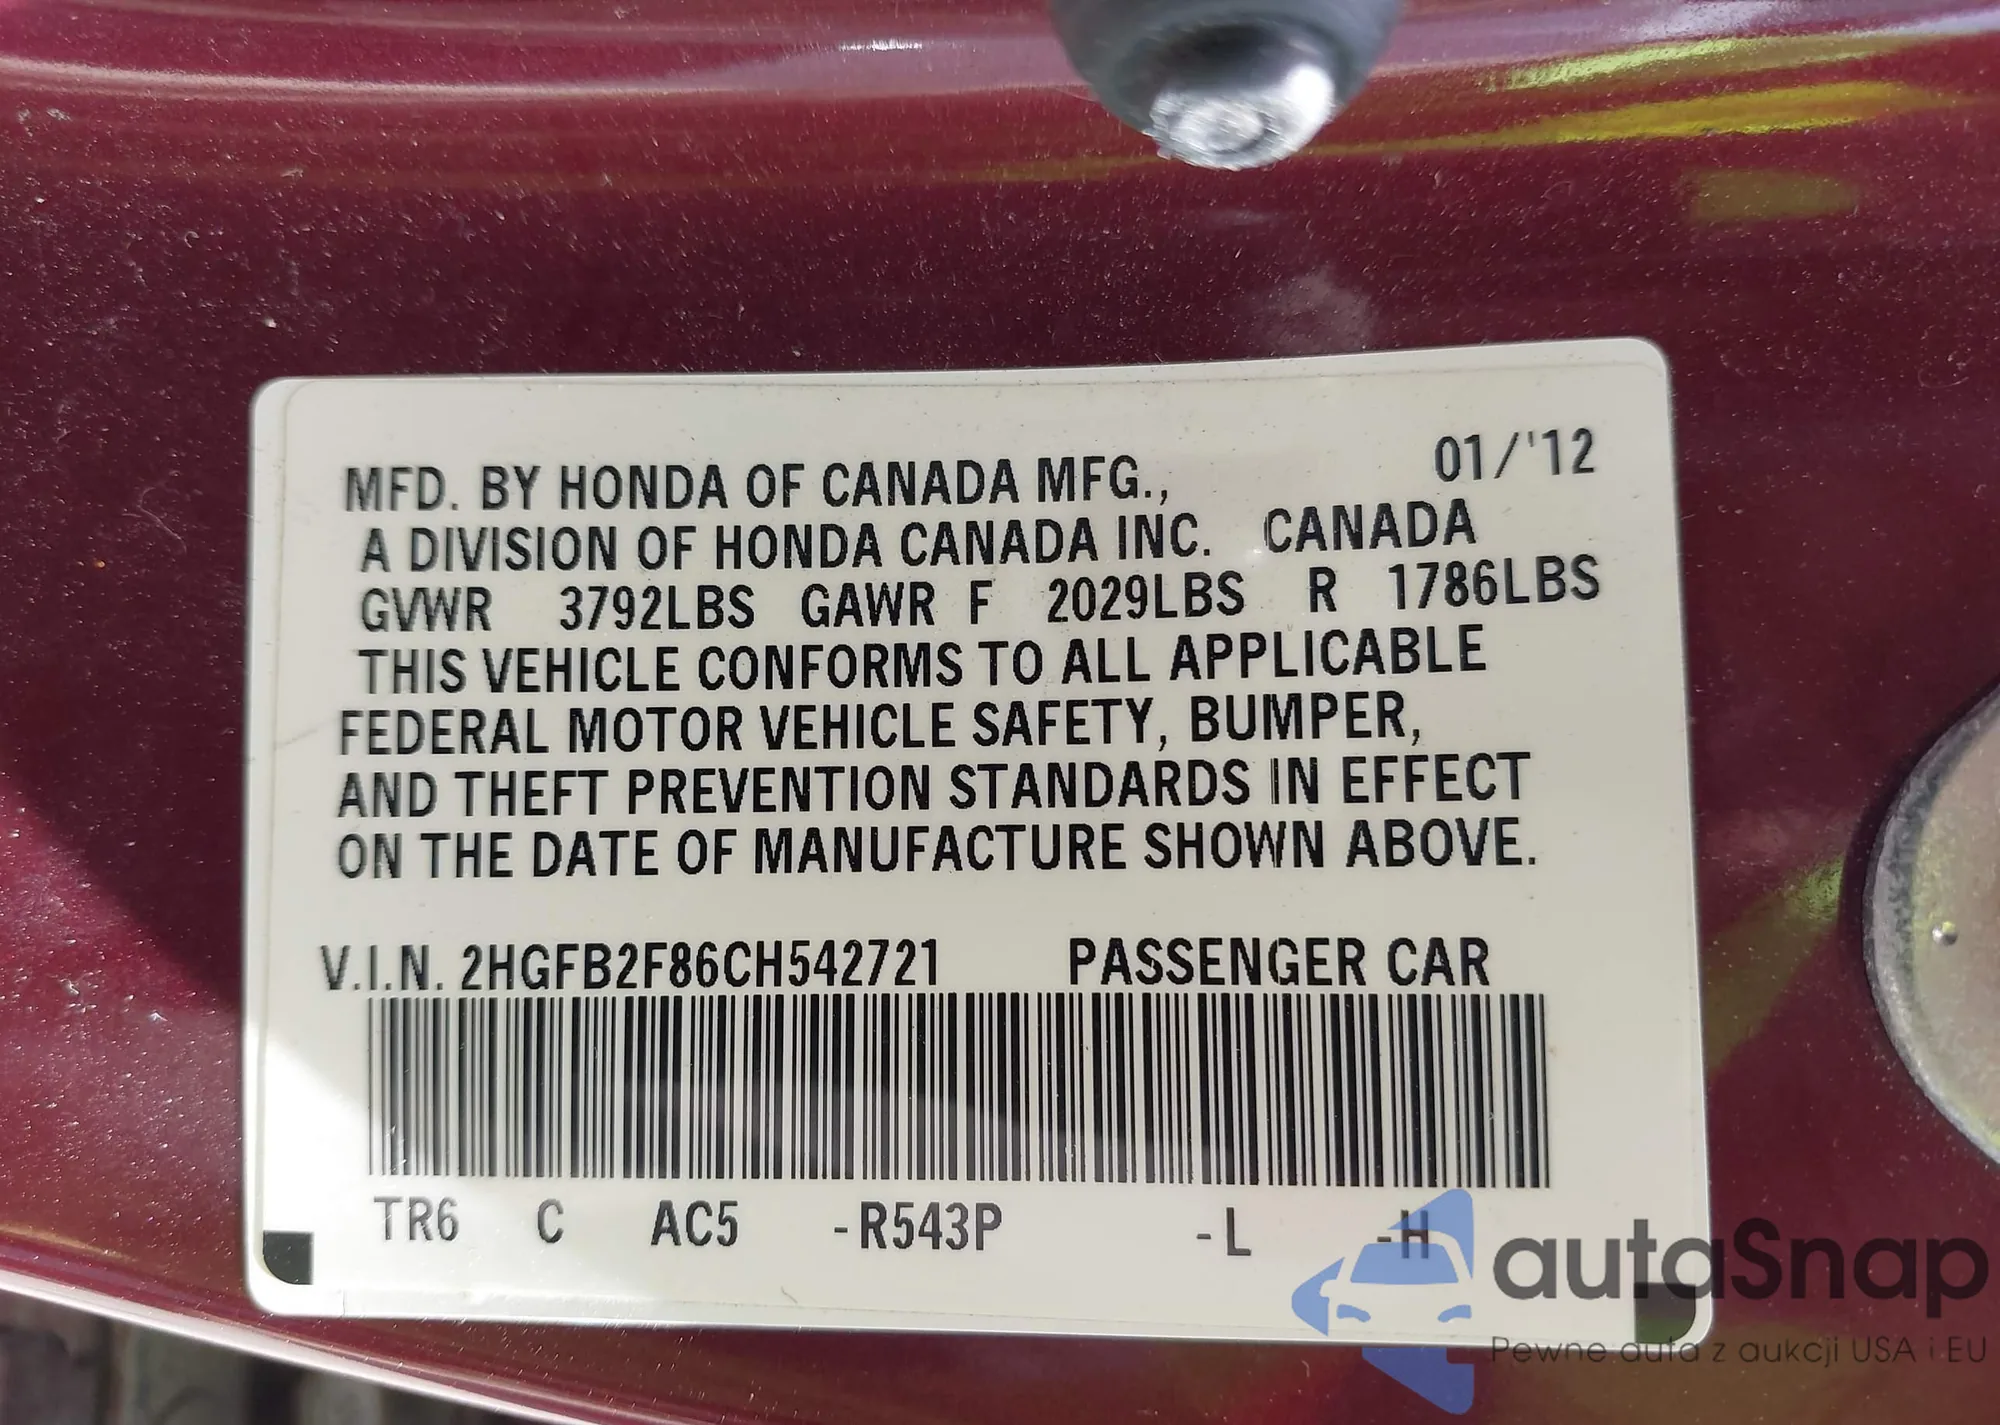 MFD. BY HONDA OF CANADA MFG., 01/'12
A DIVISION OF HONDA CANADA INC. CANADA
GVWR 3792LBS GAWR F 2029LBS R 1786LBS
THIS VEHICLE CONFORMS TO ALL APPLICABLE
FEDERAL MOTOR VEHICLE SAFETY, BUMPER,
AND THEFT PREVENTION STANDARDS IN EFFECT
ON THE DATE OF MANUFACTURE SHOWN ABOVE.
V.I.N. 2HGFB2F86CH542721 PASSENGER CAR
TR6 C AC5 -R543P -L -H
autaSnap
Pewne auta z aukcji USA i EU